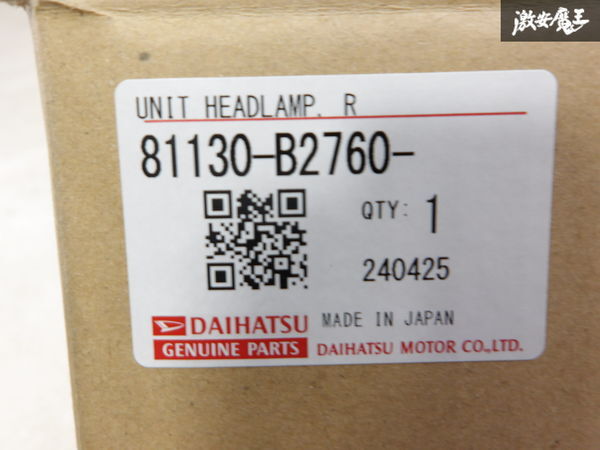 激安魔王
UNIT HEADLAMP. R
81130-B2760-
QTY: 1
240425
DAIHATSU MADE IN JAPAN
GENUINE PARTS DAIHATSU MOTOR CO.,LTD.